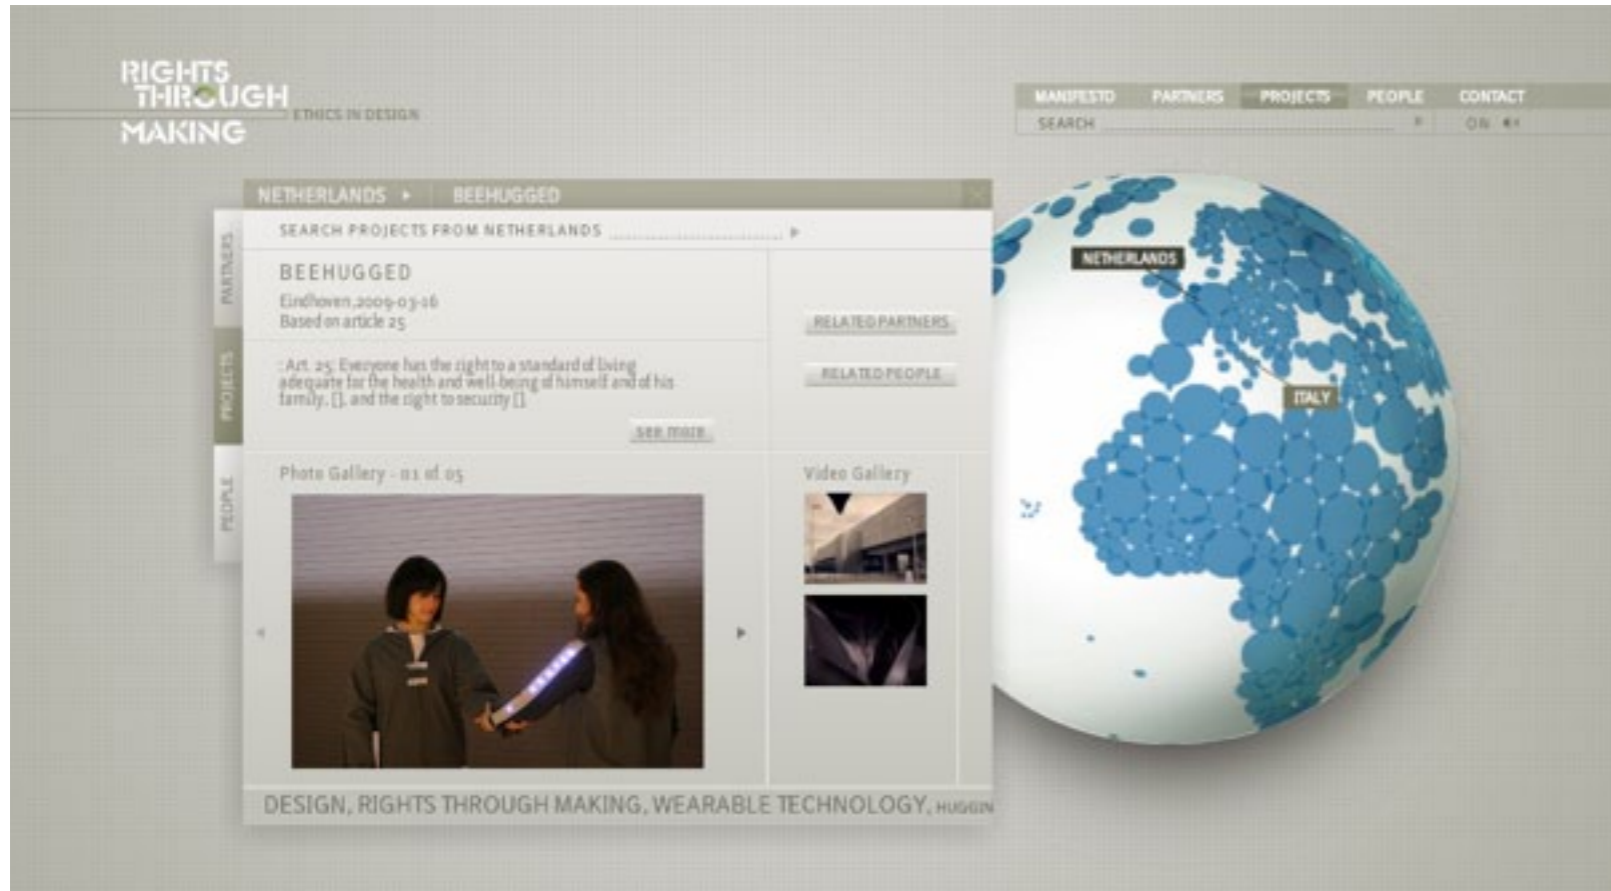 RIGHTS
THROUGH
MAKING
ETHICS IN DESIGN
MANIFESTO PARTNERS PROJECTS PEOPLE CONTACT
SEARCH ON
NETHERLANDS BEEHUGGED
SEARCH PROJECTS FROM NETHERLANDS
PARTNERS
PROJECTS
PEOPLE
BEEHUGGED
Eindhoven,2009-03-16
Based on article 25
: Art. 25: Everyone has the right to a standard of living
adequate for the health and well-being of himself and of his
family, [], and the right to security []
see more
RELATED PARTNERS
RELATED PEOPLE
Photo Gallery - 01 of 05
Video Gallery
NETHERLANDS
ITALY
DESIGN, RIGHTS THROUGH MAKING, WEARABLE TECHNOLOGY, HUGGIN